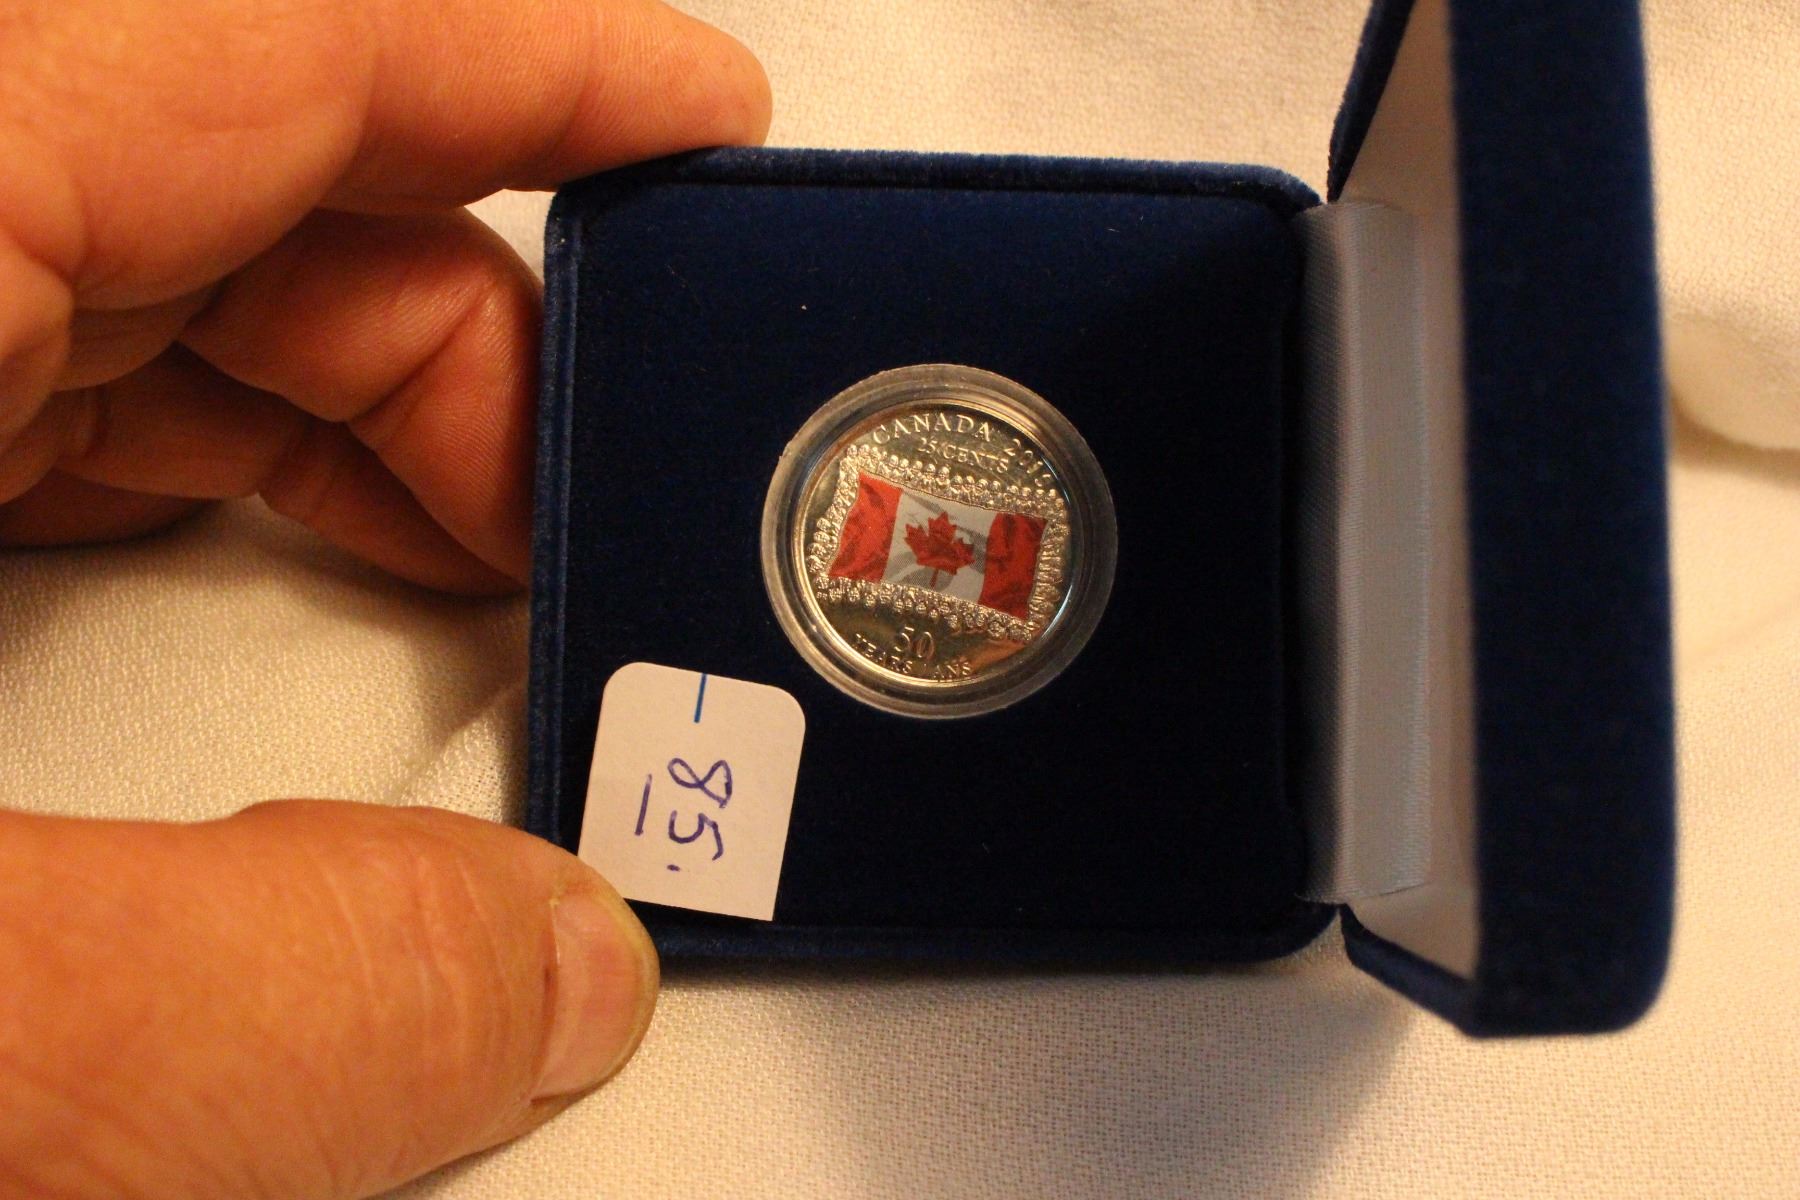 CANADA
25 CENTS
50
YEARS / ANS
85.